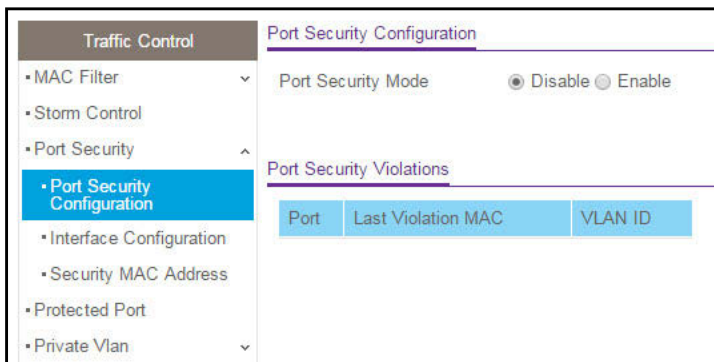 Traffic Control
MAC Filter
Storm Control
Port Security
Port Security
Configuration
Interface Configuration
Security MAC Address
Protected Port
Private Vlan
Port Security Configuration
Port Security Mode Disable Enable
Port Security Violations
Port Last Violation MAC VLAN ID